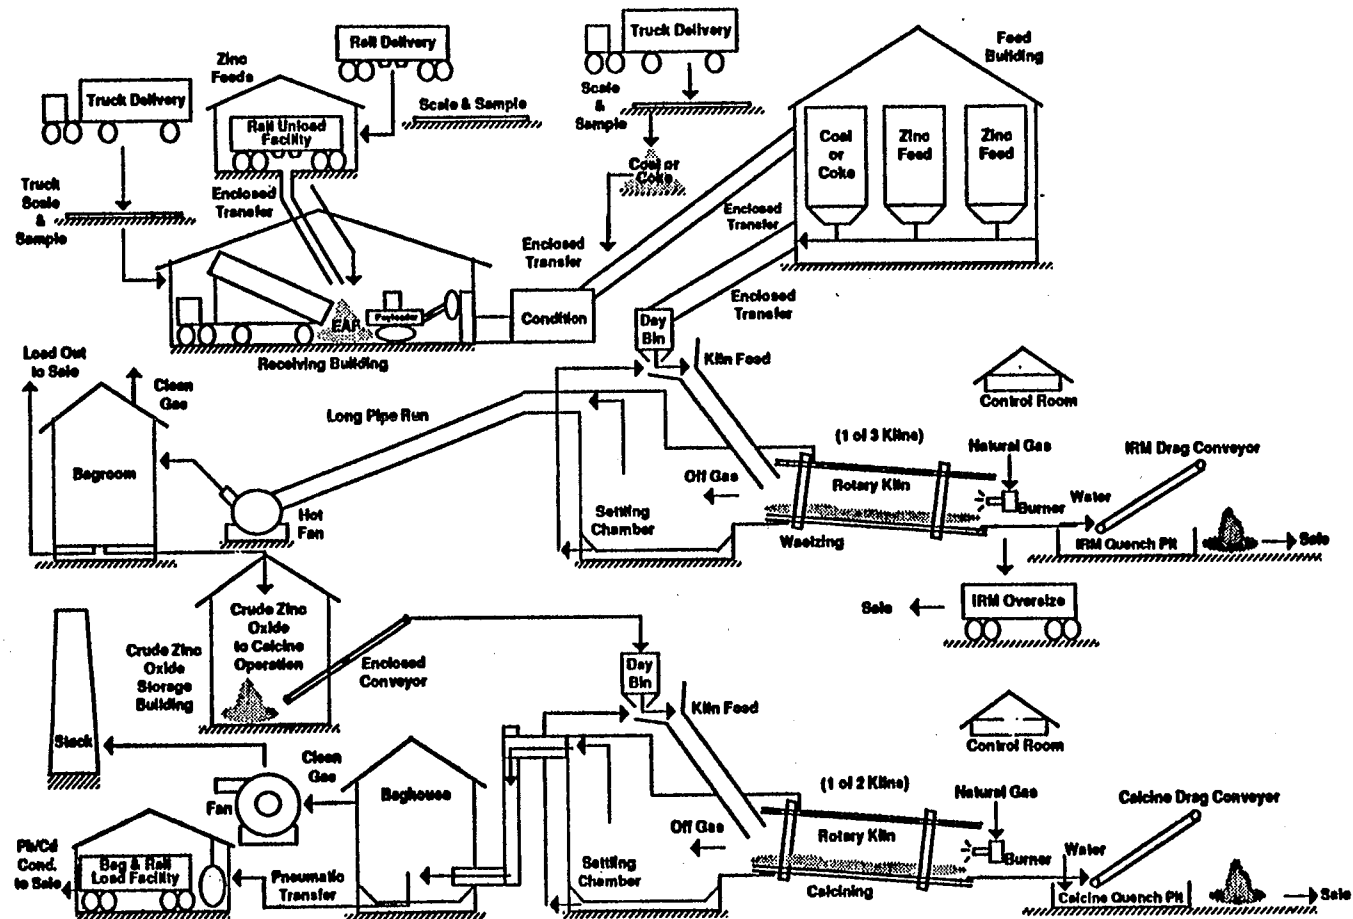 Truck Delivery
Zinc
Feeds
Rail Delivery
Scale & Sample
Rail Unload
Facility
Truck Delivery
Scale
&
Sample
Coal or
Coke
Feed
Building
Coal
or
Coke
Zinc
Feed
Zinc
Feed
Truck
Scale
&
Sample
Enclosed
Transfer
Enclosed
Transfer
Enclosed
Transfer
Enclosed
Transfer
EAF
Payloader
Condition
Receiving Building
Day
Bin
Kiln Feed
Load Out
to Sale
Clean
Gas
Long Pipe Run
Bagroom
Hot
Fan
Control Room
(1 of 3 Kilns)
Natural Gas
IRM Drag Conveyor
Off Gas
Rotary Kiln
Burner
Water
Settling
Chamber
Waelzing
IRM Quench Pit
Sale
IRM Oversize
Sale
Crude Zinc
Oxide
to Calcine
Operation
Crude Zinc
Oxide
Storage
Building
Enclosed
Conveyor
Day
Bin
Kiln Feed
Stack
Clean
Gas
Fan
Baghouse
Control Room
(1 of 2 Kilns)
Natural Gas
Calcine Drag Conveyor
Off Gas
Rotary Kiln
Burner
Water
Pb/Cd
Cond.
to Sale
Bag & Rail
Load Facility
Pneumatic
Transfer
Settling
Chamber
Calcining
Calcine Quench Pit
Sale